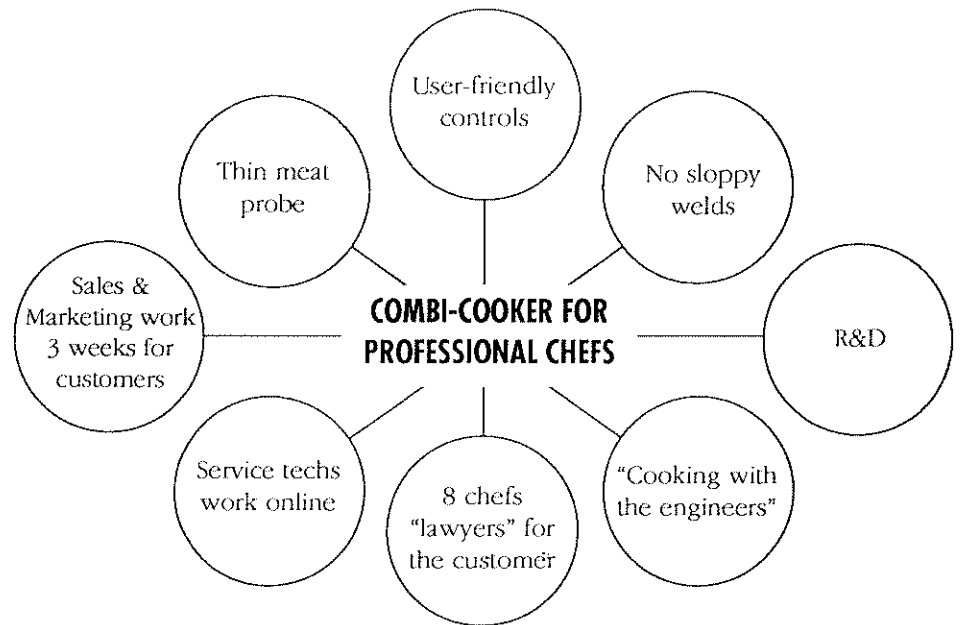 User-friendly
controls
Thin meat
probe
No sloppy
welds
Sales &
Marketing work
3 weeks for
customers
COMBI-COOKER FOR
PROFESSIONAL CHEFS
R&D
Service techs
work online
8 chefs
“lawyers” for
the customer
“Cooking with
the engineers”